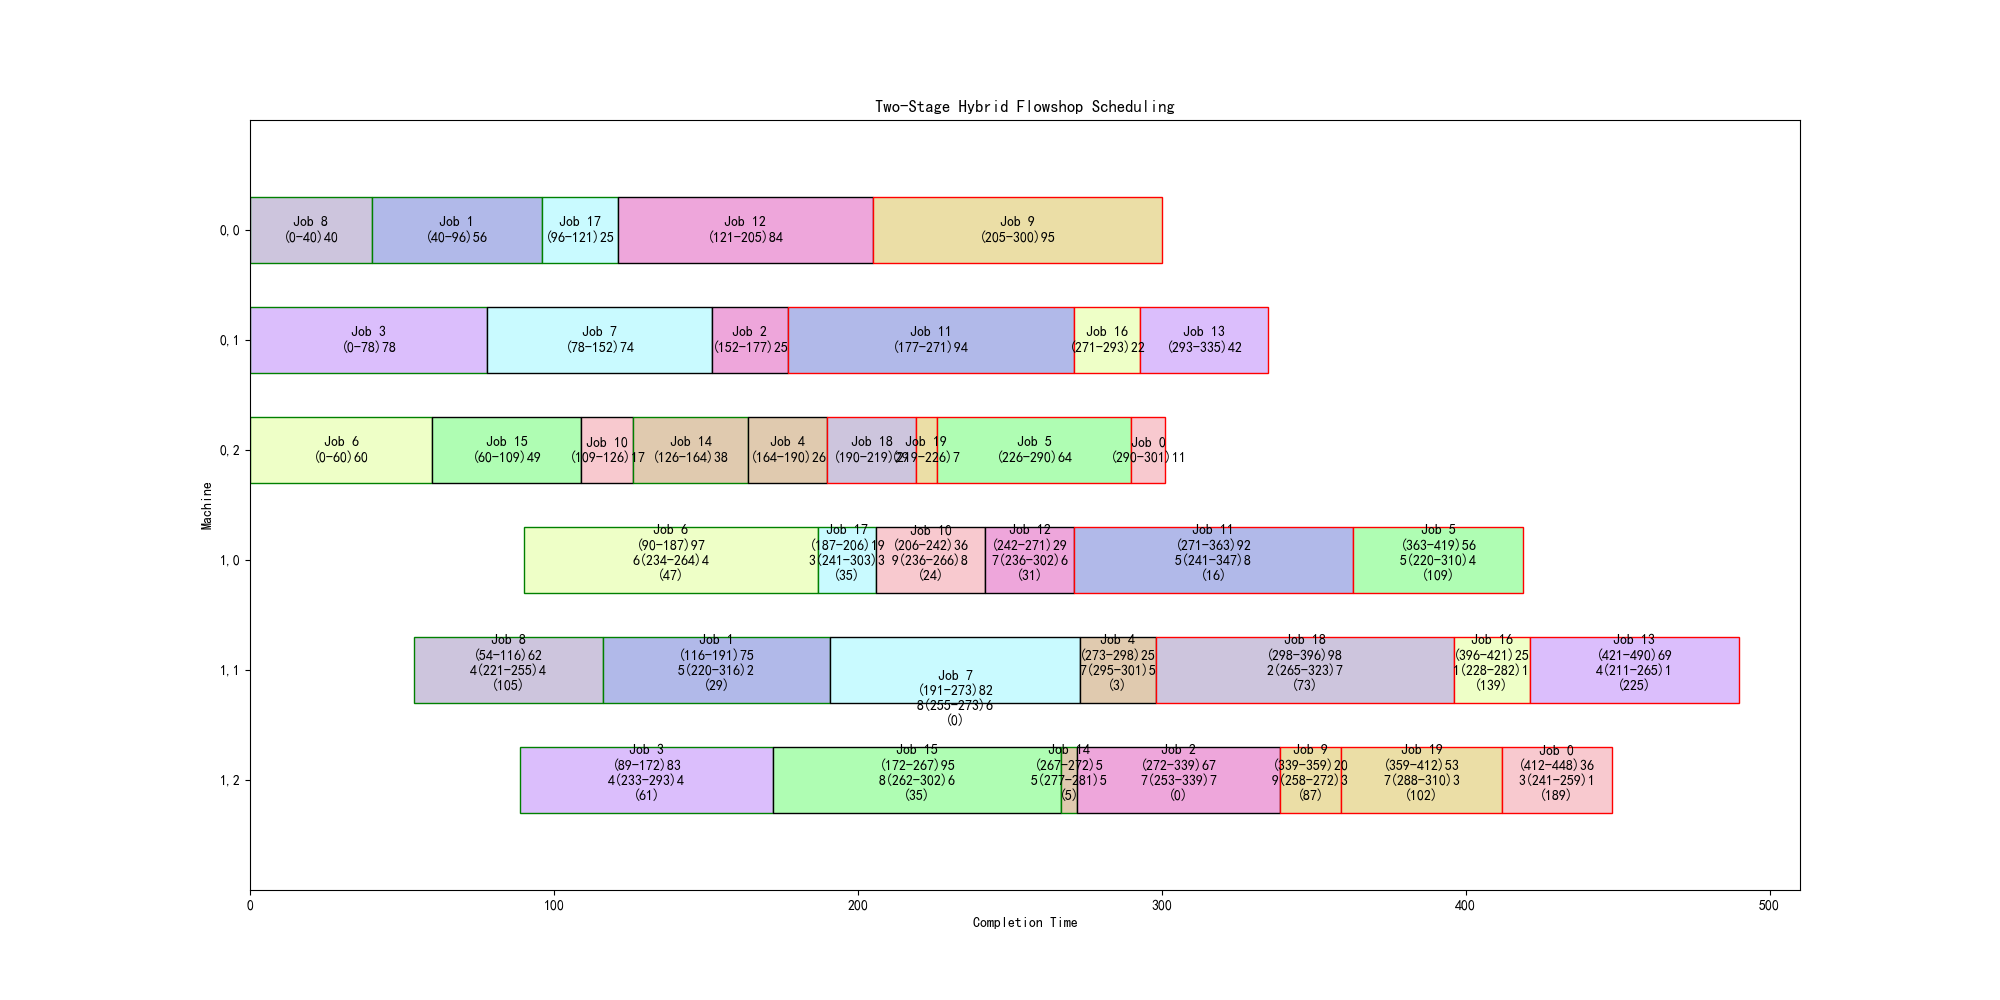 Two-Stage Hybrid Flowshop Scheduling
0,0
Job 8
(0-40)40
Job 1
(40-96)56
Job 17
(96-121)25
Job 12
(121-205)84
Job 9
(205-300)95
0,1
Job 3
(0-78)78
Job 7
(78-152)74
Job 2
(152-177)25
Job 11
(177-271)94
Job 16
(271-293)22
Job 13
(293-335)42
0,2
Job 6
(0-60)60
Job 15
(60-109)49
Job 10
(109-126)17
Job 14
(126-164)38
Job 4
(164-190)26
Job 18
(190-219)29
Job 19
(219-226)7
Job 5
(226-290)64
Job 0
(290-301)11
Machine
1,0
Job 6
(90-187)97
6(234-264)4
(47)
Job 17
(187-206)19
3(241-303)3
(35)
Job 10
(206-242)36
9(236-266)8
(24)
Job 12
(242-271)29
7(236-302)6
(31)
Job 11
(271-363)92
5(241-347)8
(16)
Job 5
(363-419)56
5(220-310)4
(109)
1,1
Job 8
(54-116)62
4(221-255)4
(105)
Job 1
(116-191)75
5(220-316)2
(29)
Job 7
(191-273)82
8(255-273)6
(0)
Job 4
(273-298)25
7(295-301)5
(3)
Job 18
(298-396)98
2(265-323)7
(73)
Job 16
(396-421)25
1(228-282)1
(139)
Job 13
(421-490)69
4(211-265)1
(225)
1,2
Job 3
(89-172)83
4(233-293)4
(61)
Job 15
(172-267)95
8(262-302)6
(35)
Job 14
(267-272)5
5(277-281)5
(5)
Job 2
(272-339)67
7(253-339)7
(0)
Job 9
(339-359)20
9(258-272)3
(87)
Job 19
(359-412)53
7(288-310)3
(102)
Job 0
(412-448)36
3(241-259)1
(189)
0
100
200
300
400
500
Completion Time